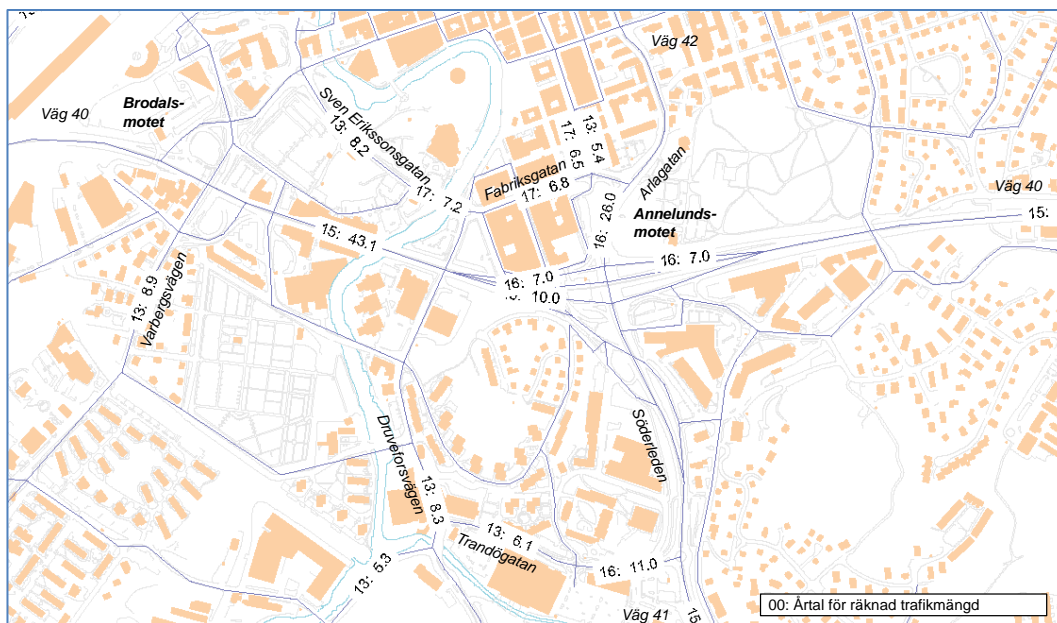 Väg 42
Väg 40
Brodals-
motet
Sven Erikssonsgatan
13: 8.2
17: 7.2
13: 5.4
17: 6.5
Fabriksgatan
17: 6.8
Arlagatan
Väg 40
Annelunds-
motet
16: 26.0
15:
15: 43.1
16: 7.0
16: 7.0
10.0
13: 8.9
Varbergsvägen
Druveforsvägen
13: 8.3
Söderleden
13: 6.1
Trandögatan
13: 5.3
16: 11.0
Väg 41
15
00: Årtal för räknad trafikmängd